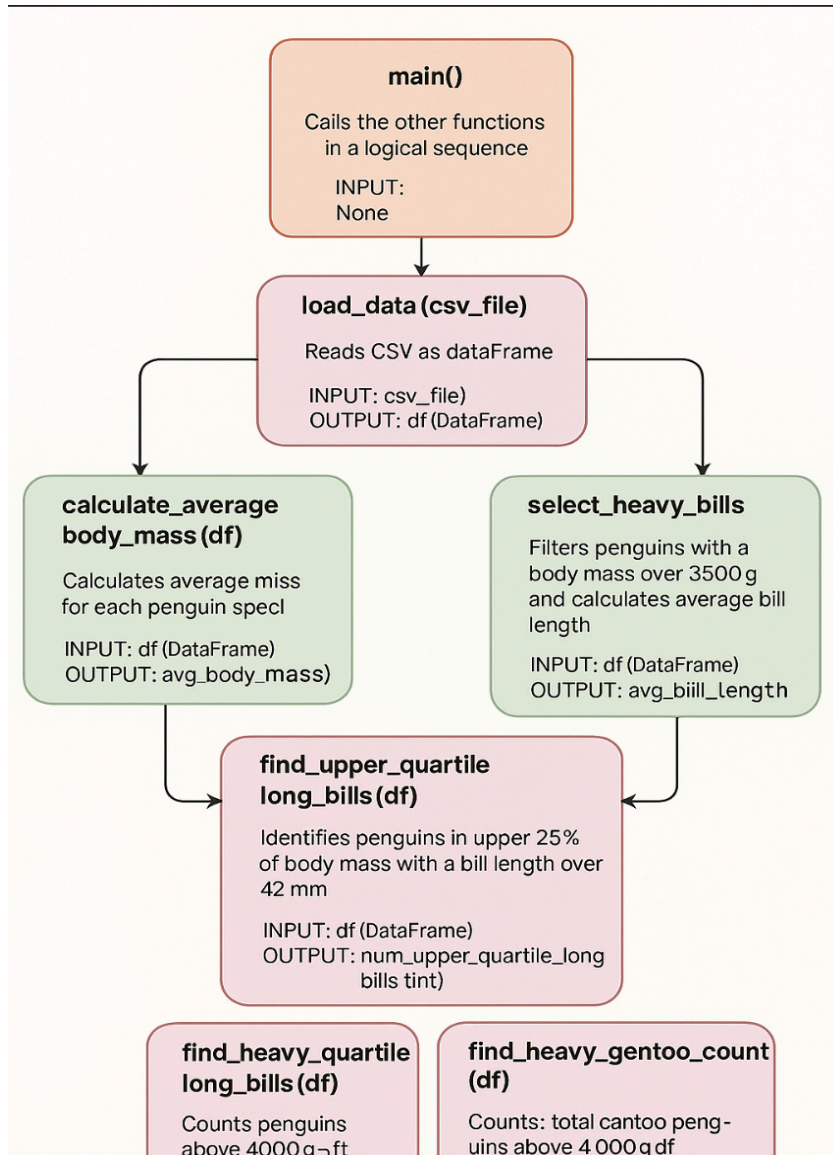 main()
Cails the other functions
in a logical sequence
INPUT:
None
load_data (csv_file)
Reads CSV as dataFrame
INPUT: csv_file)
OUTPUT: df (DataFrame)
calculate_average
body_mass (df)
Calculates average miss
for each penguin specl
INPUT: df (DataFrame)
OUTPUT: avg_body_mass)
select_heavy_bills
Filters penguins with a
body mass over 3500 g
and calculates average bill
length
INPUT: df (DataFrame)
OUTPUT: avg_biill_length
find_upper_quartile
long_bills (df)
Identifies penguins in upper 25%
of body mass with a bill length over
42 mm
INPUT: df (DataFrame)
OUTPUT: num_upper_quartile_long
bills tint)
find_heavy_quartile
long_bills (df)
Counts penguins
above 4000 g¬ft
find_heavy_gentoo_count
(df)
Counts: total cantoo peng-
uins above 4 000 g df